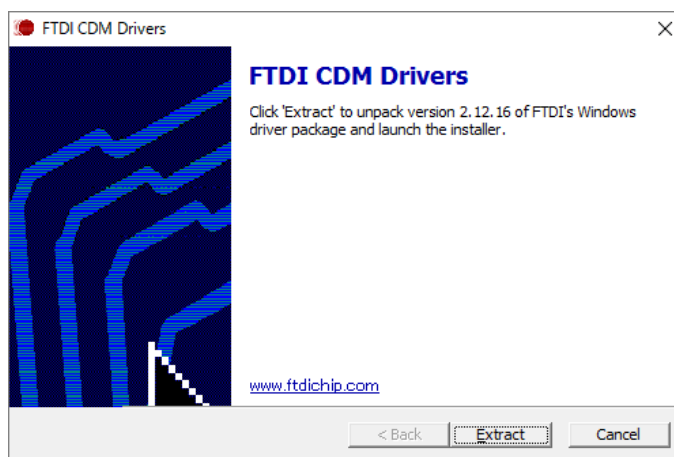 FTDI CDM Drivers
FTDI CDM Drivers
Click 'Extract' to unpack version 2.12.16 of FTDI's Windows
driver package and launch the installer.
www.ftdichip.com
< Back Extract Cancel